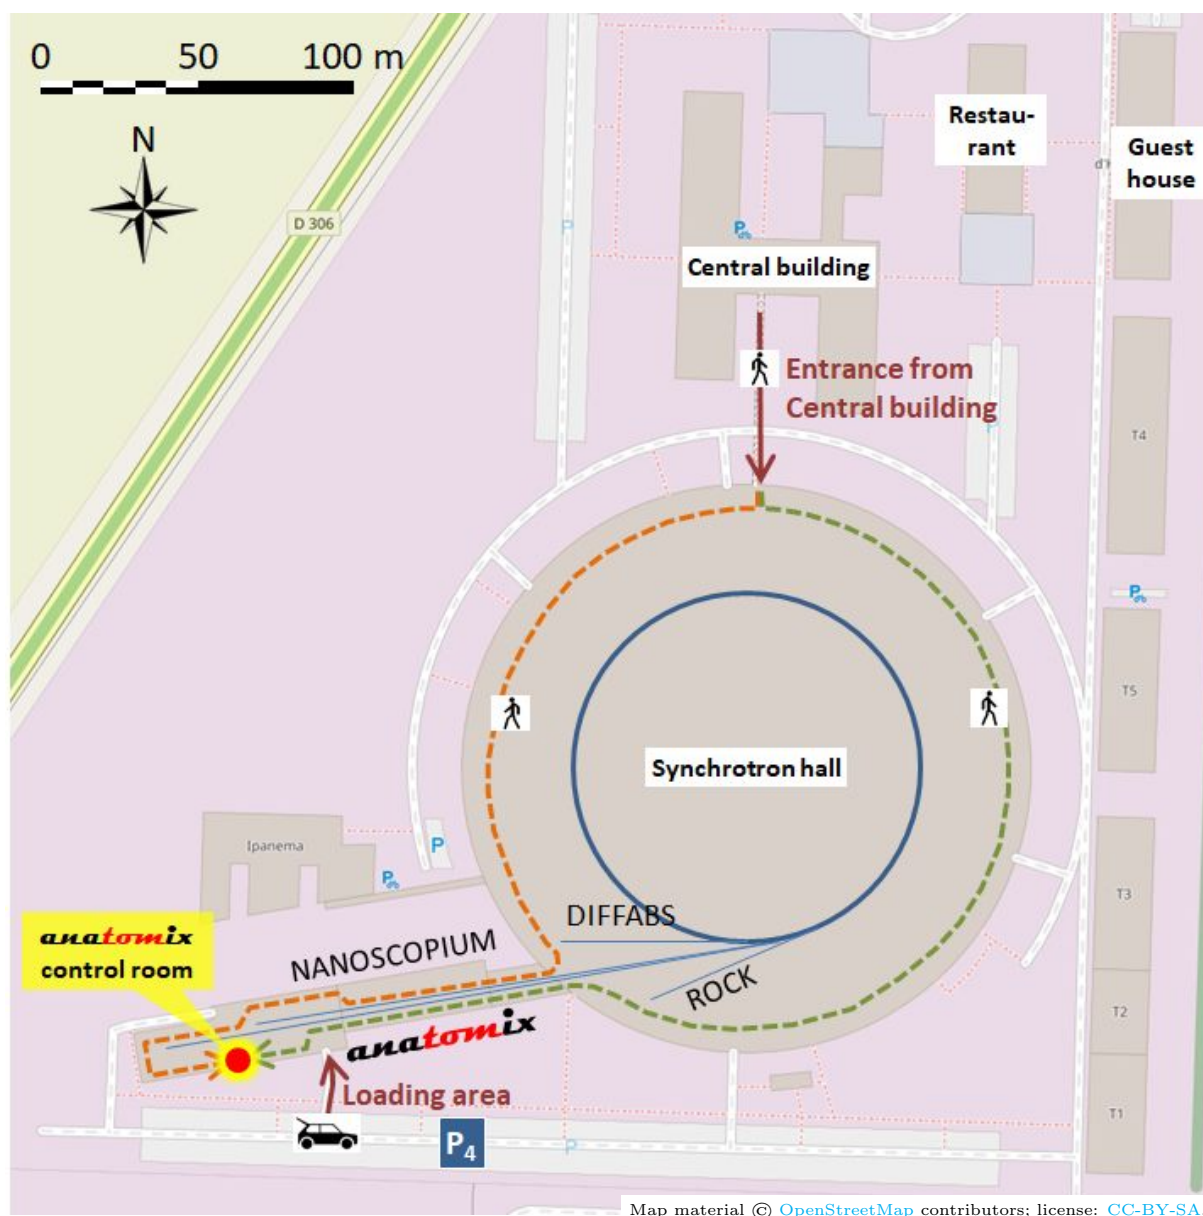 0 50 100 m
N
D 306
P
P
Restau-
rant
d'
Guest
house
Central building
Entrance from
Central building
P
T4
P
T5
Synchrotron hall
Ipanema
P
P
T3
DIFFABS
anatomix
control room
NANOSCOPIUM
ROCK
T2
anatomix
Loading area
T1
P4
P
Map material © OpenStreetMap contributors; license: CC-BY-SA